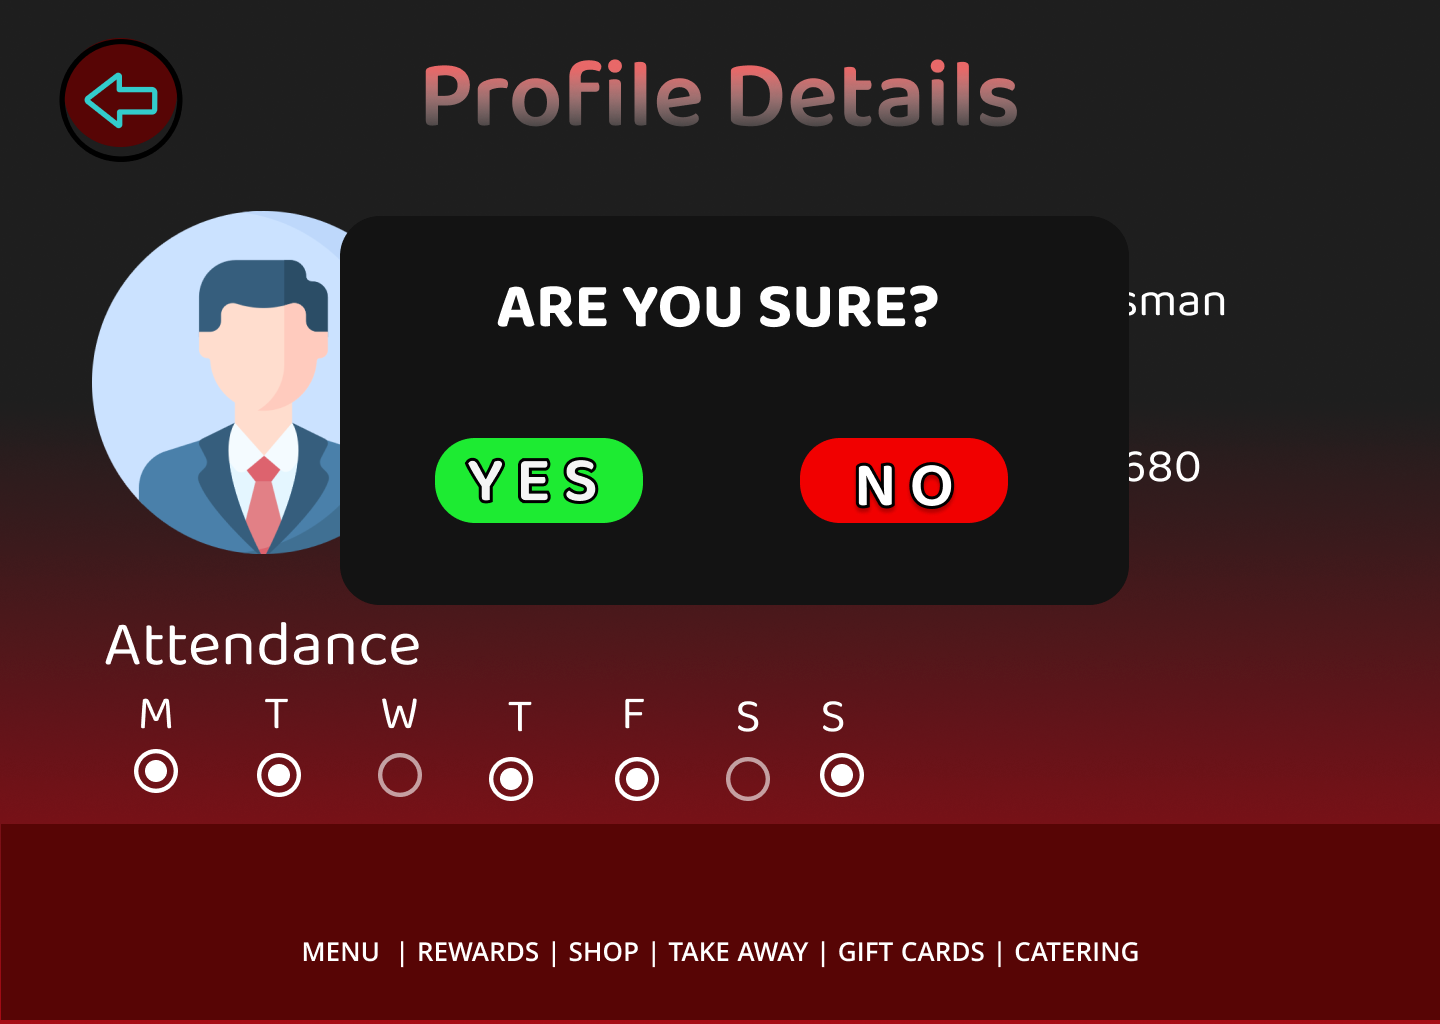 Profile Details
ARE YOU SURE?
sman
YES
NO
680
Attendance
M T W T F S S
MENU | REWARDS | SHOP | TAKE AWAY | GIFT CARDS | CATERING